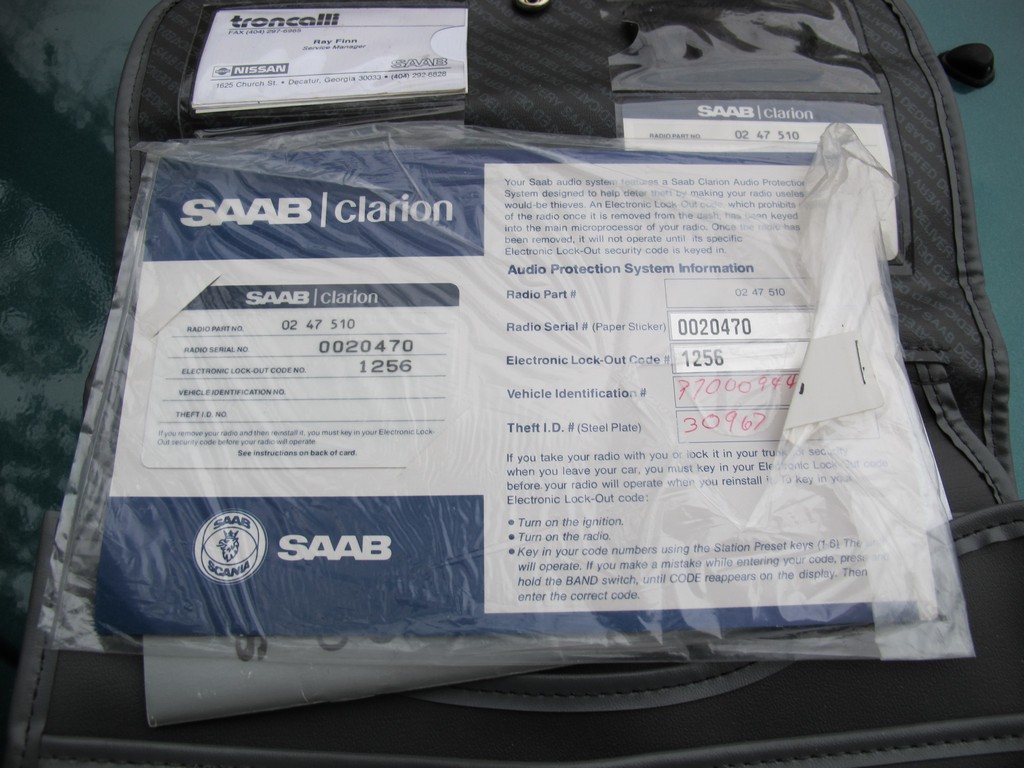 troncalli
FAX (404) 297-6965
Ray Finn
Service Manager
NISSAN
SAAB
1625 Church St. • Decatur, Georgia 30033 • (404) 292-6828
SAAB | clarion
RADIO PART NO. 02 47 510
SAAB | clarion
SAAB | clarion
RADIO PART NO. 02 47 510
RADIO SERIAL NO. 0020470
ELECTRONIC LOCK-OUT CODE NO. 1256
VEHICLE IDENTIFICATION NO.
THEFT I.D. NO.
If you remove your radio and then reinstall it, you must key in your Electronic Lock-
Out security code before your radio will operate.
See instructions on back of card.
SAAB
SCANIA
SAAB
Your Saab audio system features a Saab Clarion Audio Protection
System designed to help deter theft by making your radio useless
would-be thieves. An Electronic Lock-Out code, which prohibits
of the radio once it is removed from the dash, has been keyed
into the main microprocessor of your radio. Once the radio has
been removed, it will not operate until its specific
Electronic Lock-Out security code is keyed in.
Audio Protection System Information
Radio Part # 02 47 510
Radio Serial # (Paper Sticker) 0020470
Electronic Lock-Out Code # 1256
Vehicle Identification # 77000944
Theft I.D. # (Steel Plate) 30967
If you take your radio with you or lock it in your trunk for security
when you leave your car, you must key in your Electronic Lock-Out code
before your radio will operate when you reinstall it. To key in your
Electronic Lock-Out code:
• Turn on the ignition.
• Turn on the radio.
• Key in your code numbers using the Station Preset keys (1-6) The
will operate. If you make a mistake while entering your code, press
hold the BAND switch, until CODE reappears on the display. Then
enter the correct code.